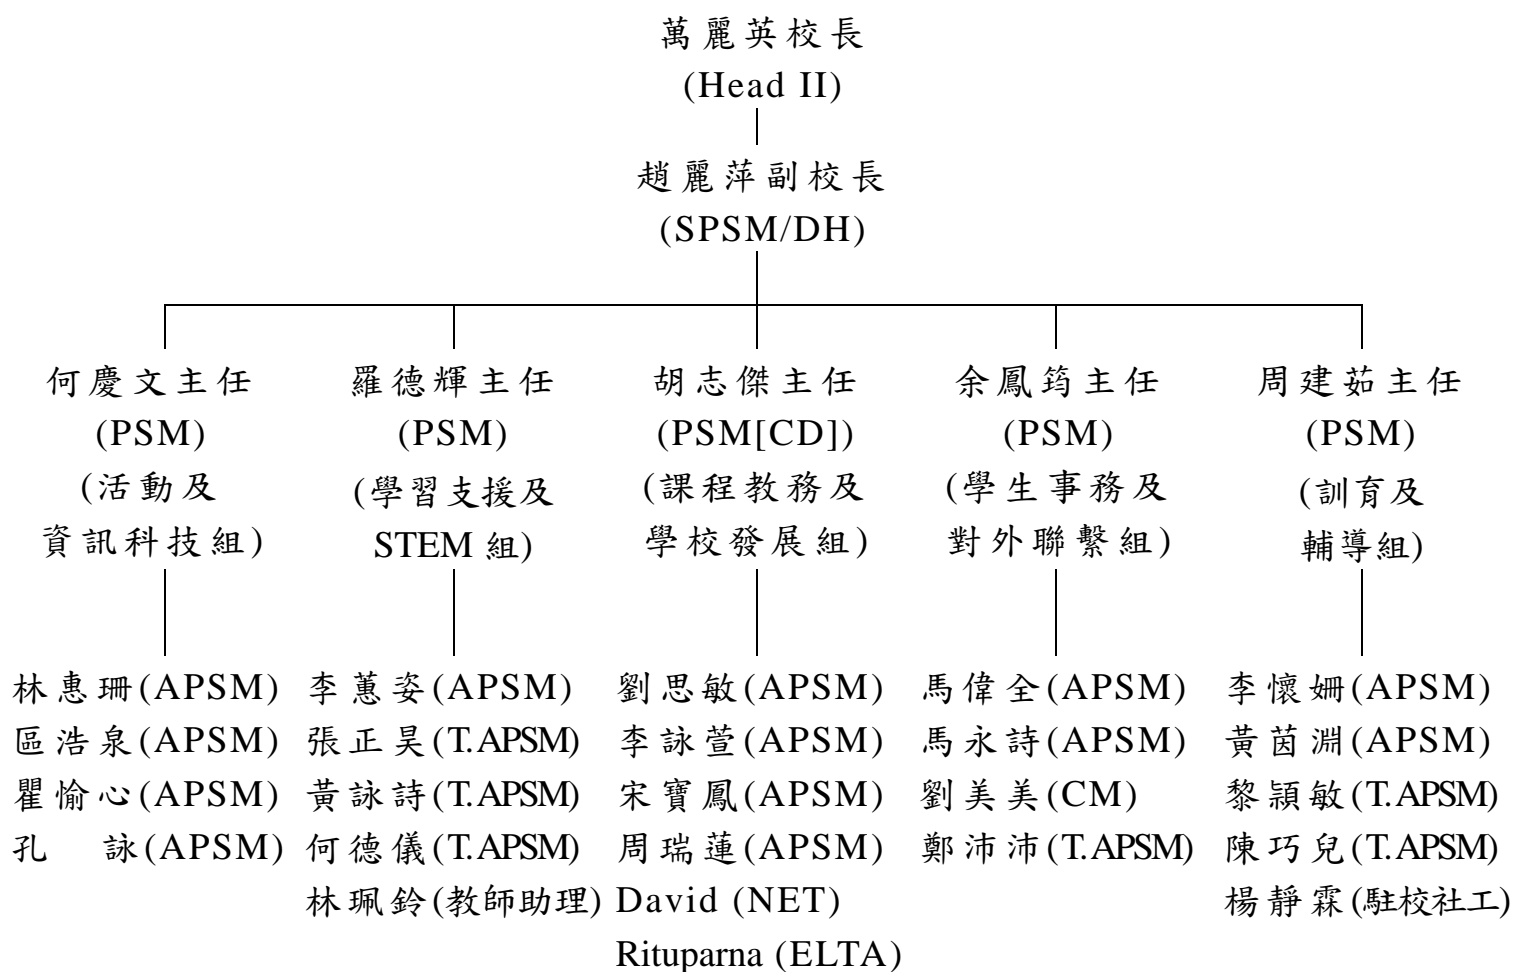 萬麗英校長
(Head II)
趙麗萍副校長
(SPSM/DH)
何慶文主任
(PSM)
(活動及
資訊科技組)
林惠珊(APSM)
區浩泉(APSM)
瞿愉心(APSM)
孔 詠(APSM)
羅德輝主任
(PSM)
(學習支援及
STEM 組)
李蕙姿(APSM)
張正昊(T.APSM)
黃詠詩(T.APSM)
何德儀(T.APSM)
林珮鈴(教師助理)
胡志傑主任
(PSM[CD])
(課程教務及
學校發展組)
劉思敏(APSM)
李詠萱(APSM)
宋寶鳳(APSM)
周瑞蓮(APSM)
David (NET)
Rituparna (ELTA)
余鳳筠主任
(PSM)
(學生事務及
對外聯繫組)
馬偉全(APSM)
馬永詩(APSM)
劉美美(CM)
鄭沛沛(T.APSM)
周建茹主任
(PSM)
(訓育及
輔導組)
李懷姍(APSM)
黃茵淵(APSM)
黎頴敏(T.APSM)
陳巧兒(T.APSM)
楊靜霖(駐校社工)